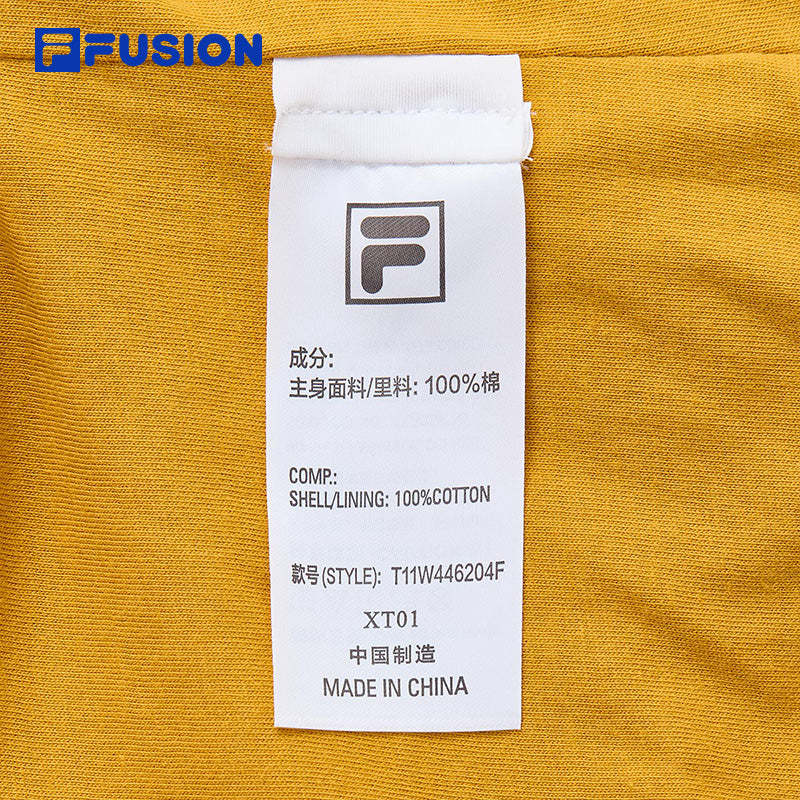 FUSION
F
成分:
主身面料/里料: 100%棉
COMP.:
SHELL/LINING: 100%COTTON
款号(STYLE): T11W446204F
XT01
中国制造
MADE IN CHINA